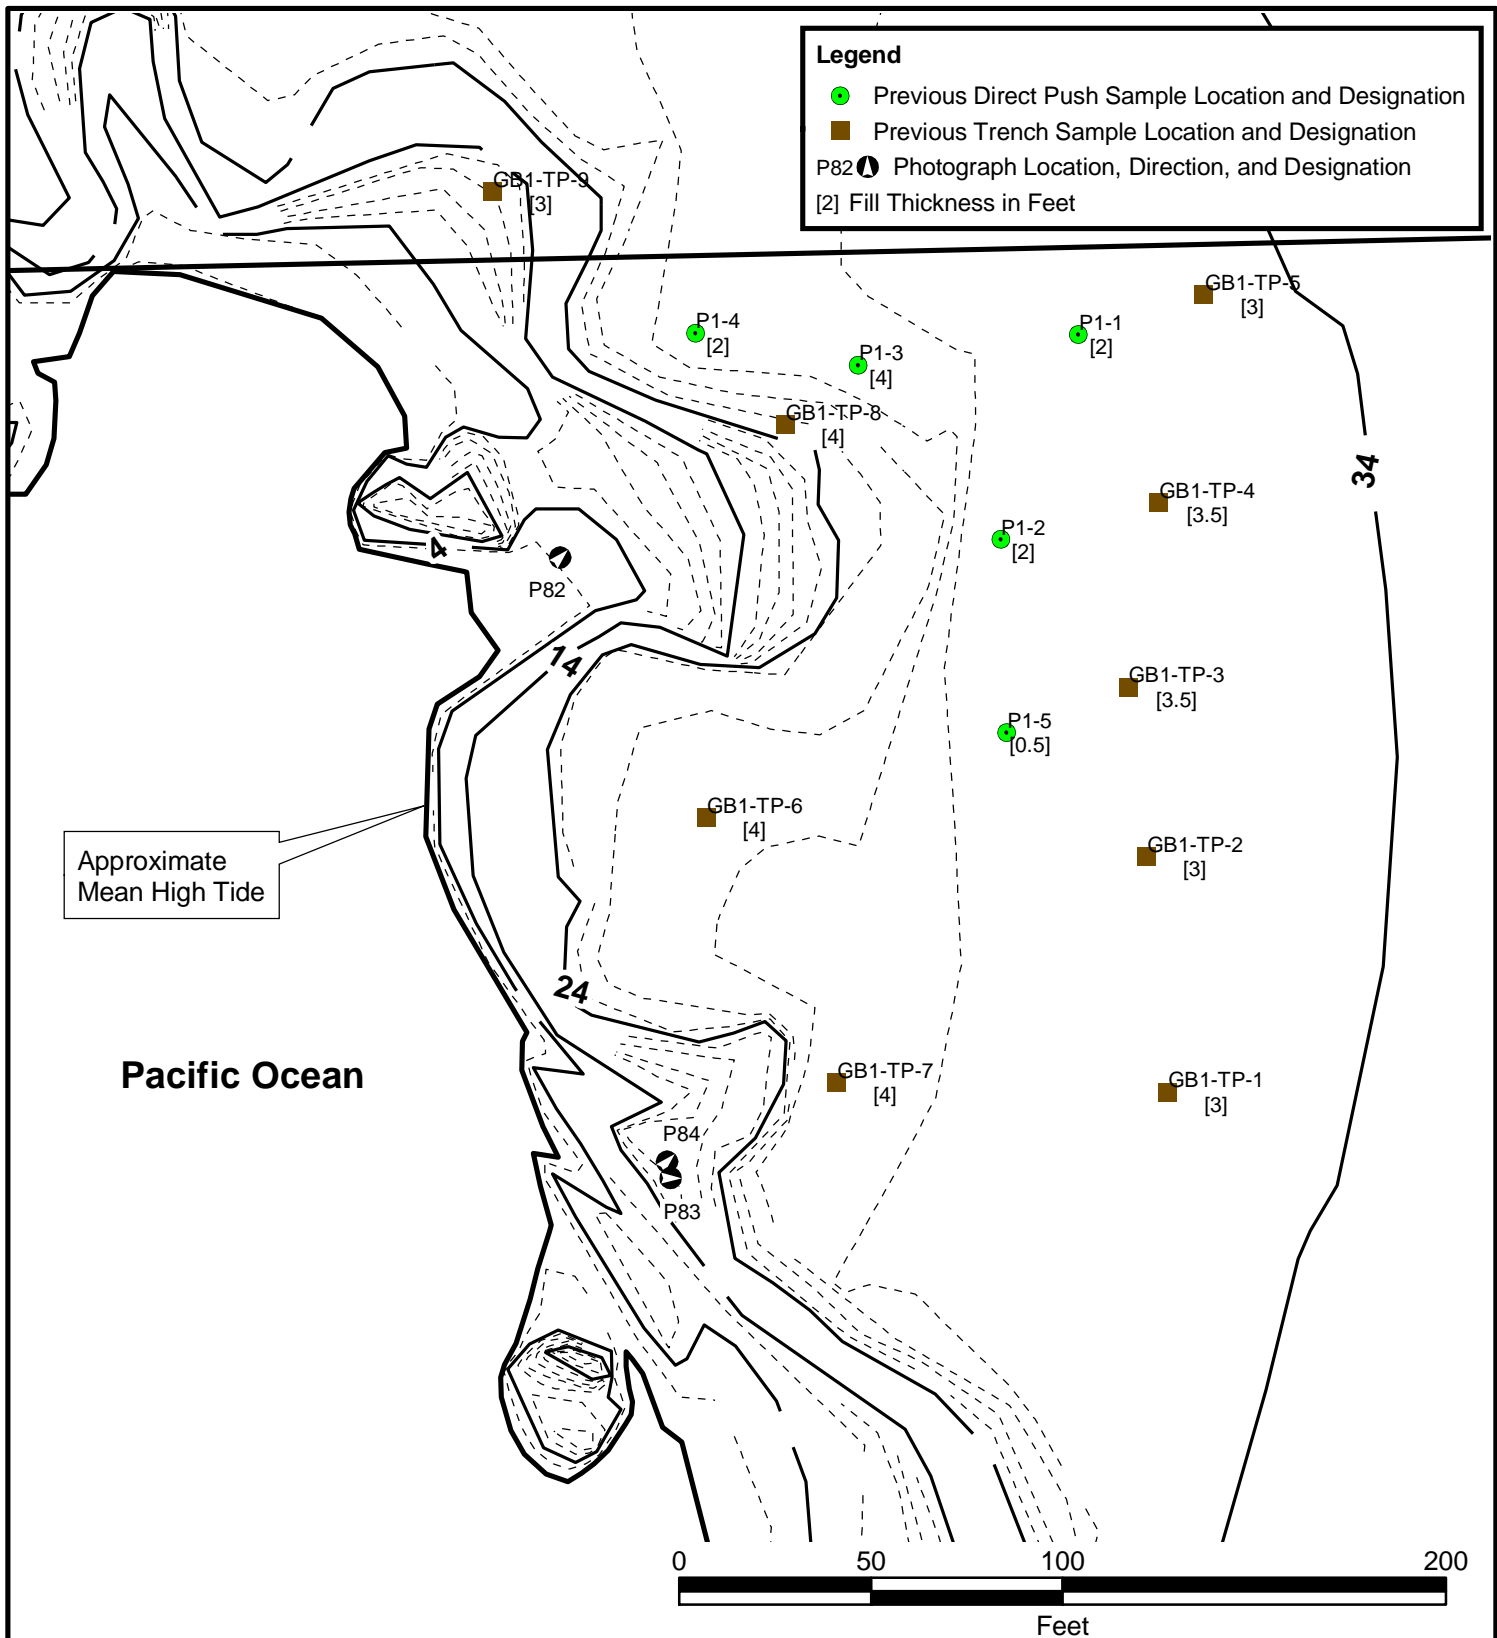 Legend
Previous Direct Push Sample Location and Designation
Previous Trench Sample Location and Designation
P82 Photograph Location, Direction, and Designation
[2] Fill Thickness in Feet
GB1-TP-9
[3]
GB1-TP-5
[3]
P1-4
[2]
P1-1
[2]
P1-3
[4]
GB1-TP-8
[4]
34
GB1-TP-4
[3.5]
P1-2
[2]
4
P82
14
GB1-TP-3
[3.5]
P1-5
[0.5]
GB1-TP-6
[4]
GB1-TP-2
[3]
Approximate
Mean High Tide
24
Pacific Ocean
GB1-TP-7
[4]
GB1-TP-1
[3]
P84
P83
0 50 100 200
Feet